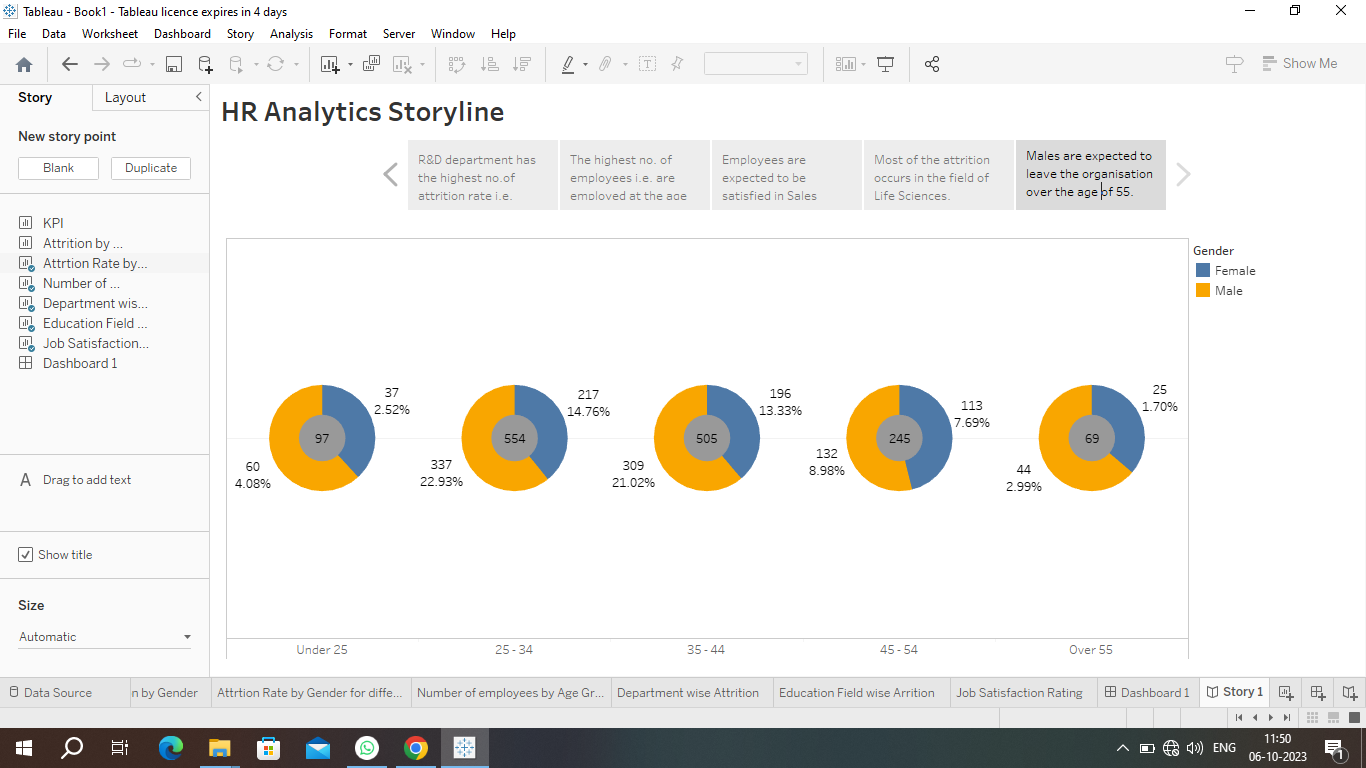 Tableau - Book1 - Tableau licence expires in 4 days
File Data Worksheet Dashboard Story Analysis Format Server Window Help
Show Me
Story Layout
New story point
Blank Duplicate
KPI
Attrition by ...
Attrtion Rate by...
Number of ...
Department wis...
Education Field ...
Job Satisfaction...
Dashboard 1
Drag to add text
Show title
Size
Automatic
HR Analytics Storyline
R&D department has
the highest no.of
attrition rate i.e.
The highest no. of
employees i.e. are
employed at the age
Employees are
expected to be
satisfied in Sales
Most of the attrition
occurs in the field of
Life Sciences.
Males are expected to
leave the organisation
over the age of 55.
Gender
Female
Male
37
2.52%
97
60
4.08%
217
14.76%
554
337
22.93%
196
13.33%
505
309
21.02%
113
7.69%
245
132
8.98%
25
1.70%
69
44
2.99%
Under 25 25 - 34 35 - 44 45 - 54 Over 55
Data Source n by Gender Attrtion Rate by Gender for diffe... Number of employees by Age Gr... Department wise Attrition Education Field wise Arrition Job Satisfaction Rating Dashboard 1 Story 1
ENG
11:50
06-10-2023
1